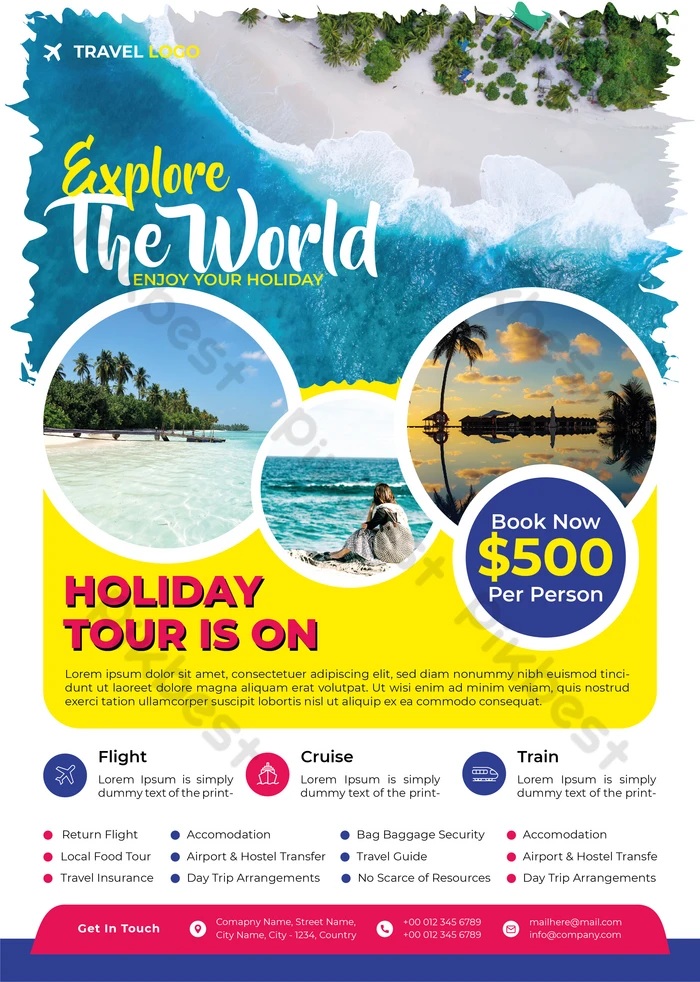 TRAVEL LOGO
Explore
The World
ENJOY YOUR HOLIDAY
Book Now
$500
Per Person
HOLIDAY
TOUR IS ON
Lorem ipsum dolor sit amet, consectetuer adipiscing elit, sed diam nonummy nibh euismod tinci-
dunt ut laoreet dolore magna aliquam erat volutpat. Ut wisi enim ad minim veniam, quis nostrud
exerci tation ullamcorper suscipit lobortis nisl ut aliquip ex ea commodo consequat.
Flight
Lorem Ipsum is simply
dummy text of the print-
Cruise
Lorem Ipsum is simply
dummy text of the print-
Train
Lorem Ipsum is simply
dummy text of the print-
Return Flight
Local Food Tour
Travel Insurance
Accomodation
Airport & Hostel Transfer
Day Trip Arrangements
Bag Baggage Security
Travel Guide
No Scarce of Resources
Accomodation
Airport & Hostel Transfe
Day Trip Arrangements
Get In Touch
Comapny Name, Street Name,
City Name, City - 1234, Country
+00 012 345 6789
+00 012 345 6789
mailhere@mail.com
info@company.com
Pikbest
Pikbest
Pikbest
Pikbest
Pikbest
Pikbest